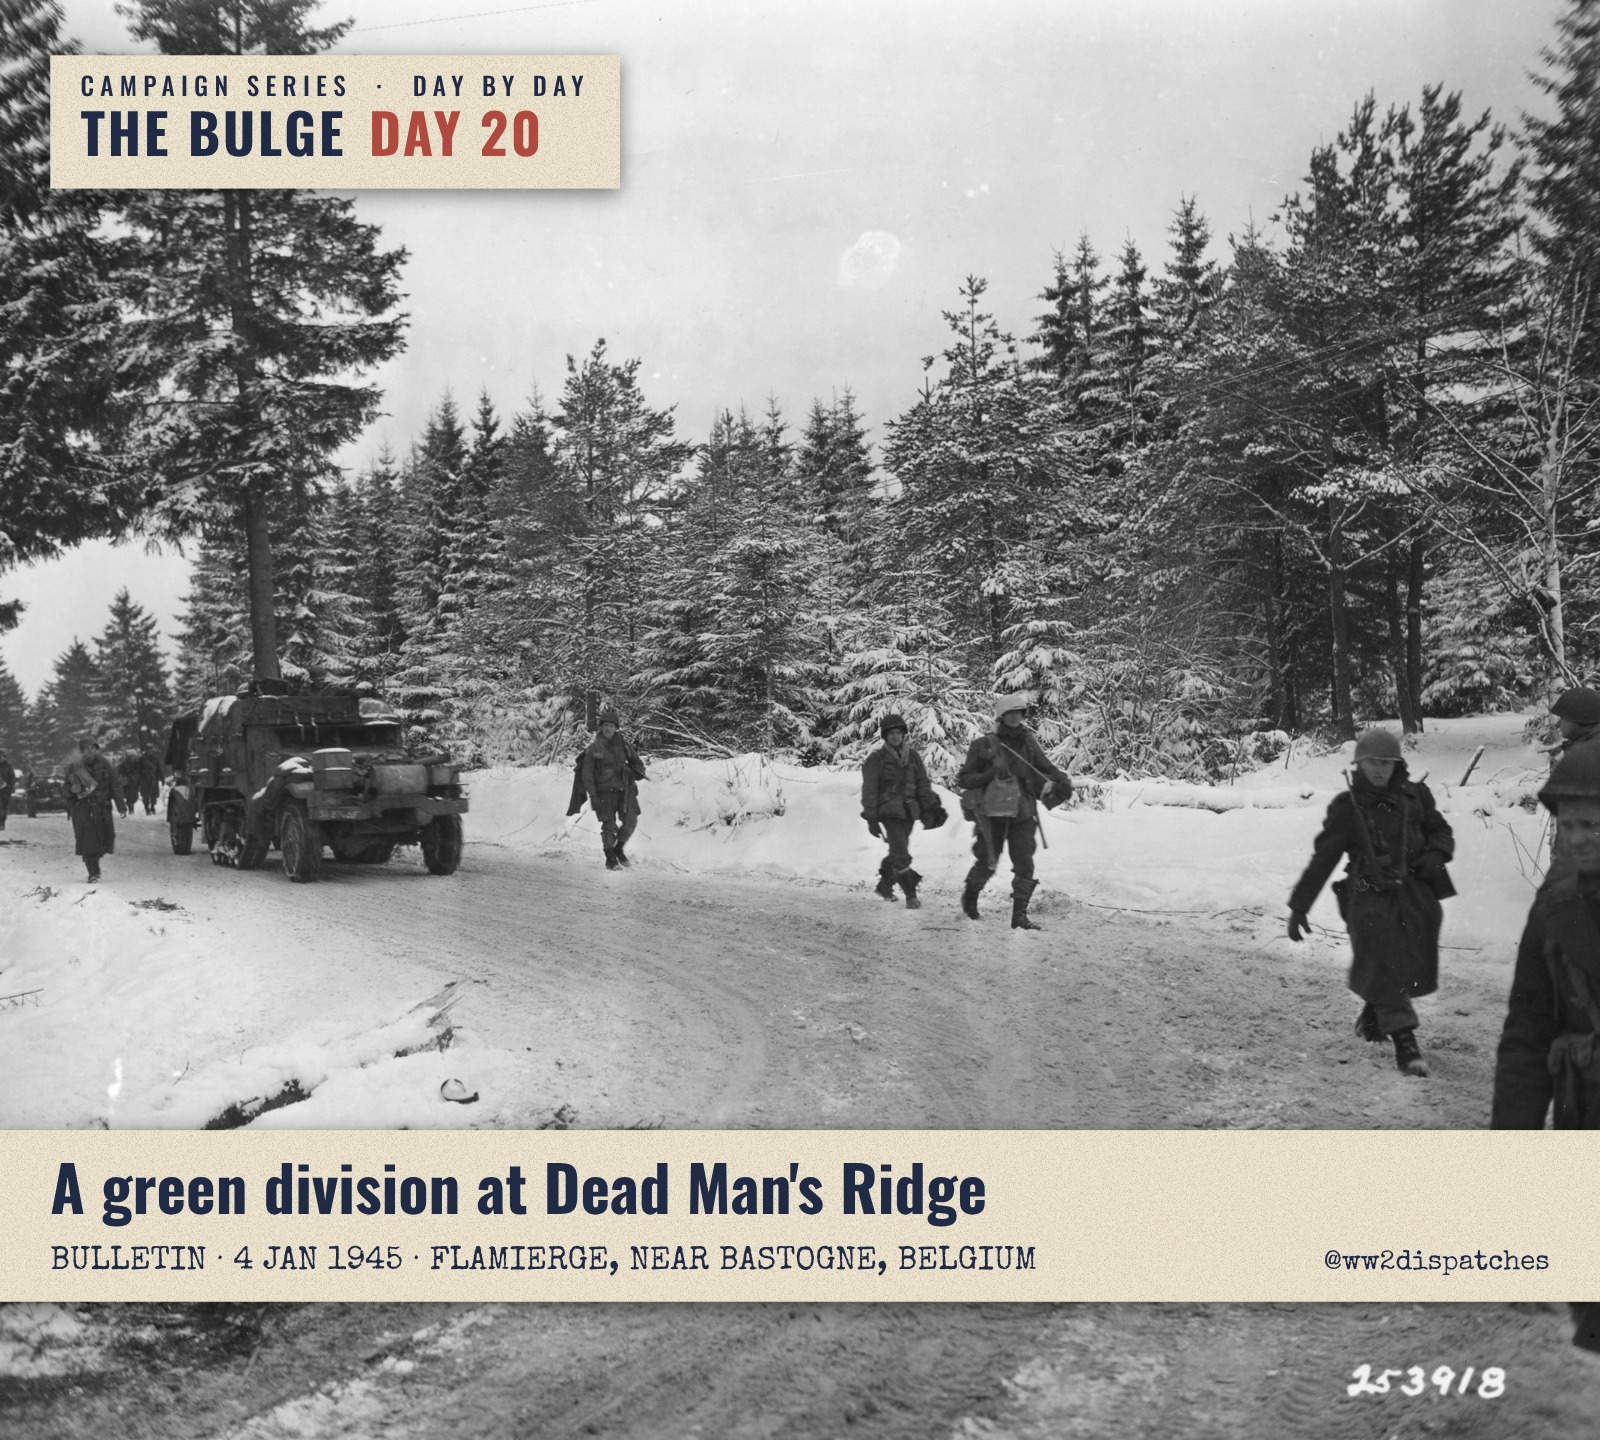 CAMPAIGN SERIES · DAY BY DAY
THE BULGE DAY 20
A green division at Dead Man's Ridge
BULLETIN · 4 JAN 1945 · FLAMIERGE, NEAR BASTOGNE, BELGIUM
@ww2dispatches
253918